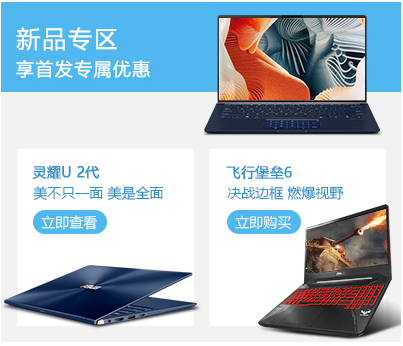 新品专区
享首发专属优惠
灵耀U 2代
美不只一面 美是全面
立即查看
飞行堡垒6
决战边框 燃爆视野
立即购买
ASUS